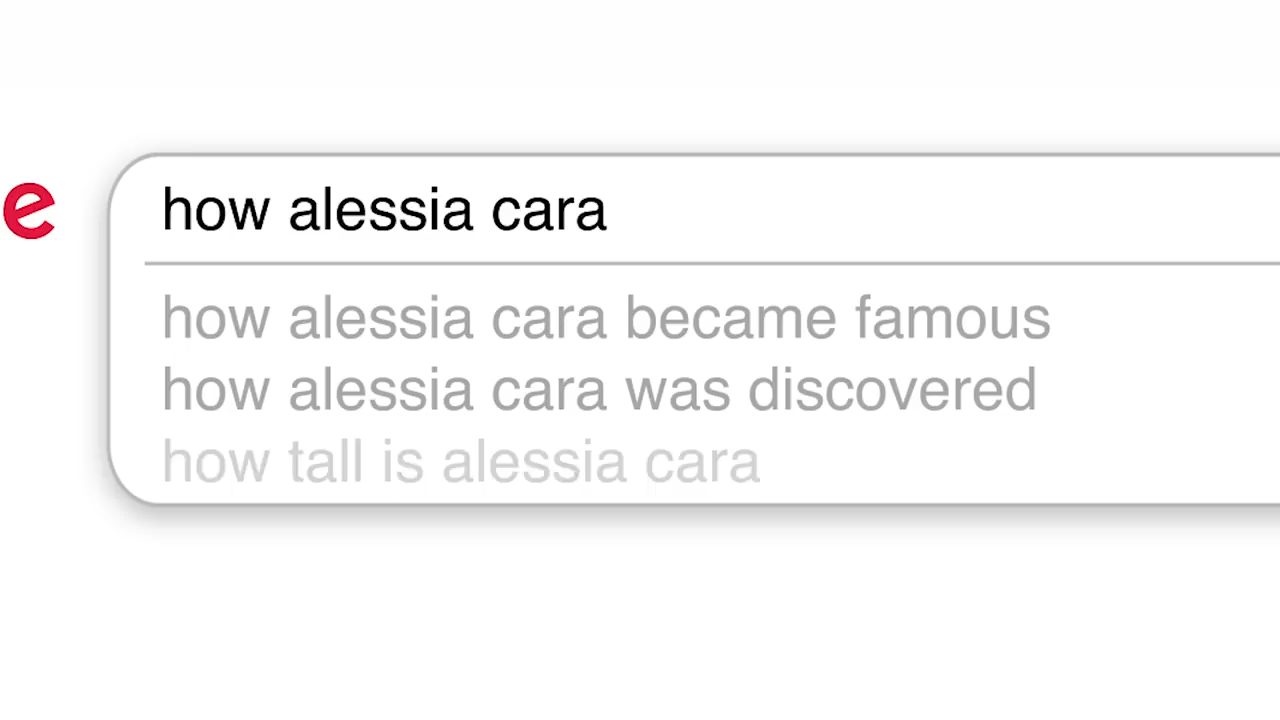 e
how alessia cara
how alessia cara became famous
how alessia cara was discovered
how tall is alessia cara